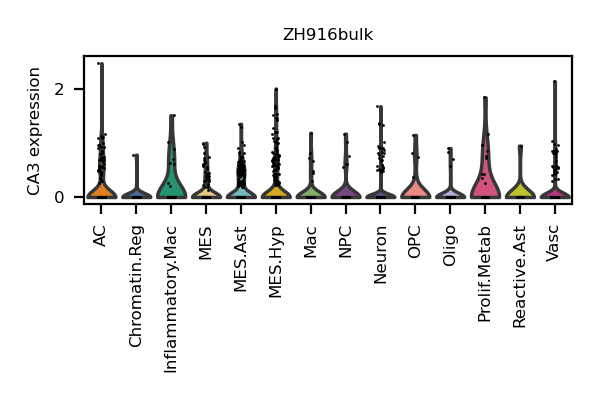 ZH916bulk
CA3 expression
2
0
AC
Chromatin.Reg
Inflammatory.Mac
MES
MES.Ast
MES.Hyp
Mac
NPC
Neuron
OPC
Oligo
Prolif.Metab
Reactive.Ast
Vasc